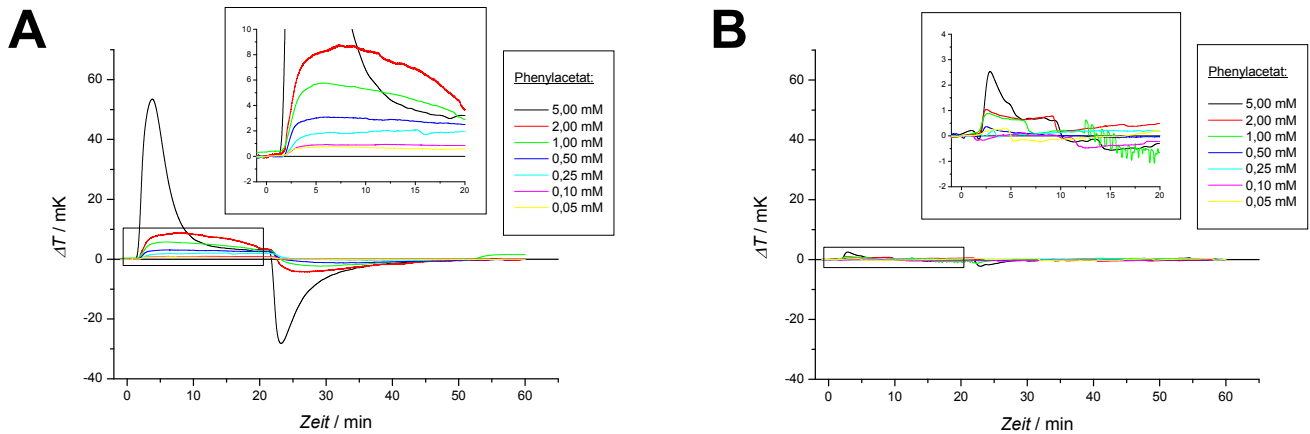 A
60
40
20
0
-20
-40
ΔT / mK
0 10 20 30 40 50 60
Zeit / min
10
8
6
4
2
0
0 5 10 15 20
Phenylacetat:
5,00 mM
2,00 mM
1,00 mM
0,50 mM
0,25 mM
0,10 mM
0,05 mM
B
60
40
20
0
-20
-40
ΔT / mK
0 10 20 30 40 50 60
Zeit / min
4
3
2
1
0
-1
-2
0 5 10 15 20
Phenylacetat:
5,00 mM
2,00 mM
1,00 mM
0,50 mM
0,25 mM
0,10 mM
0,05 mM